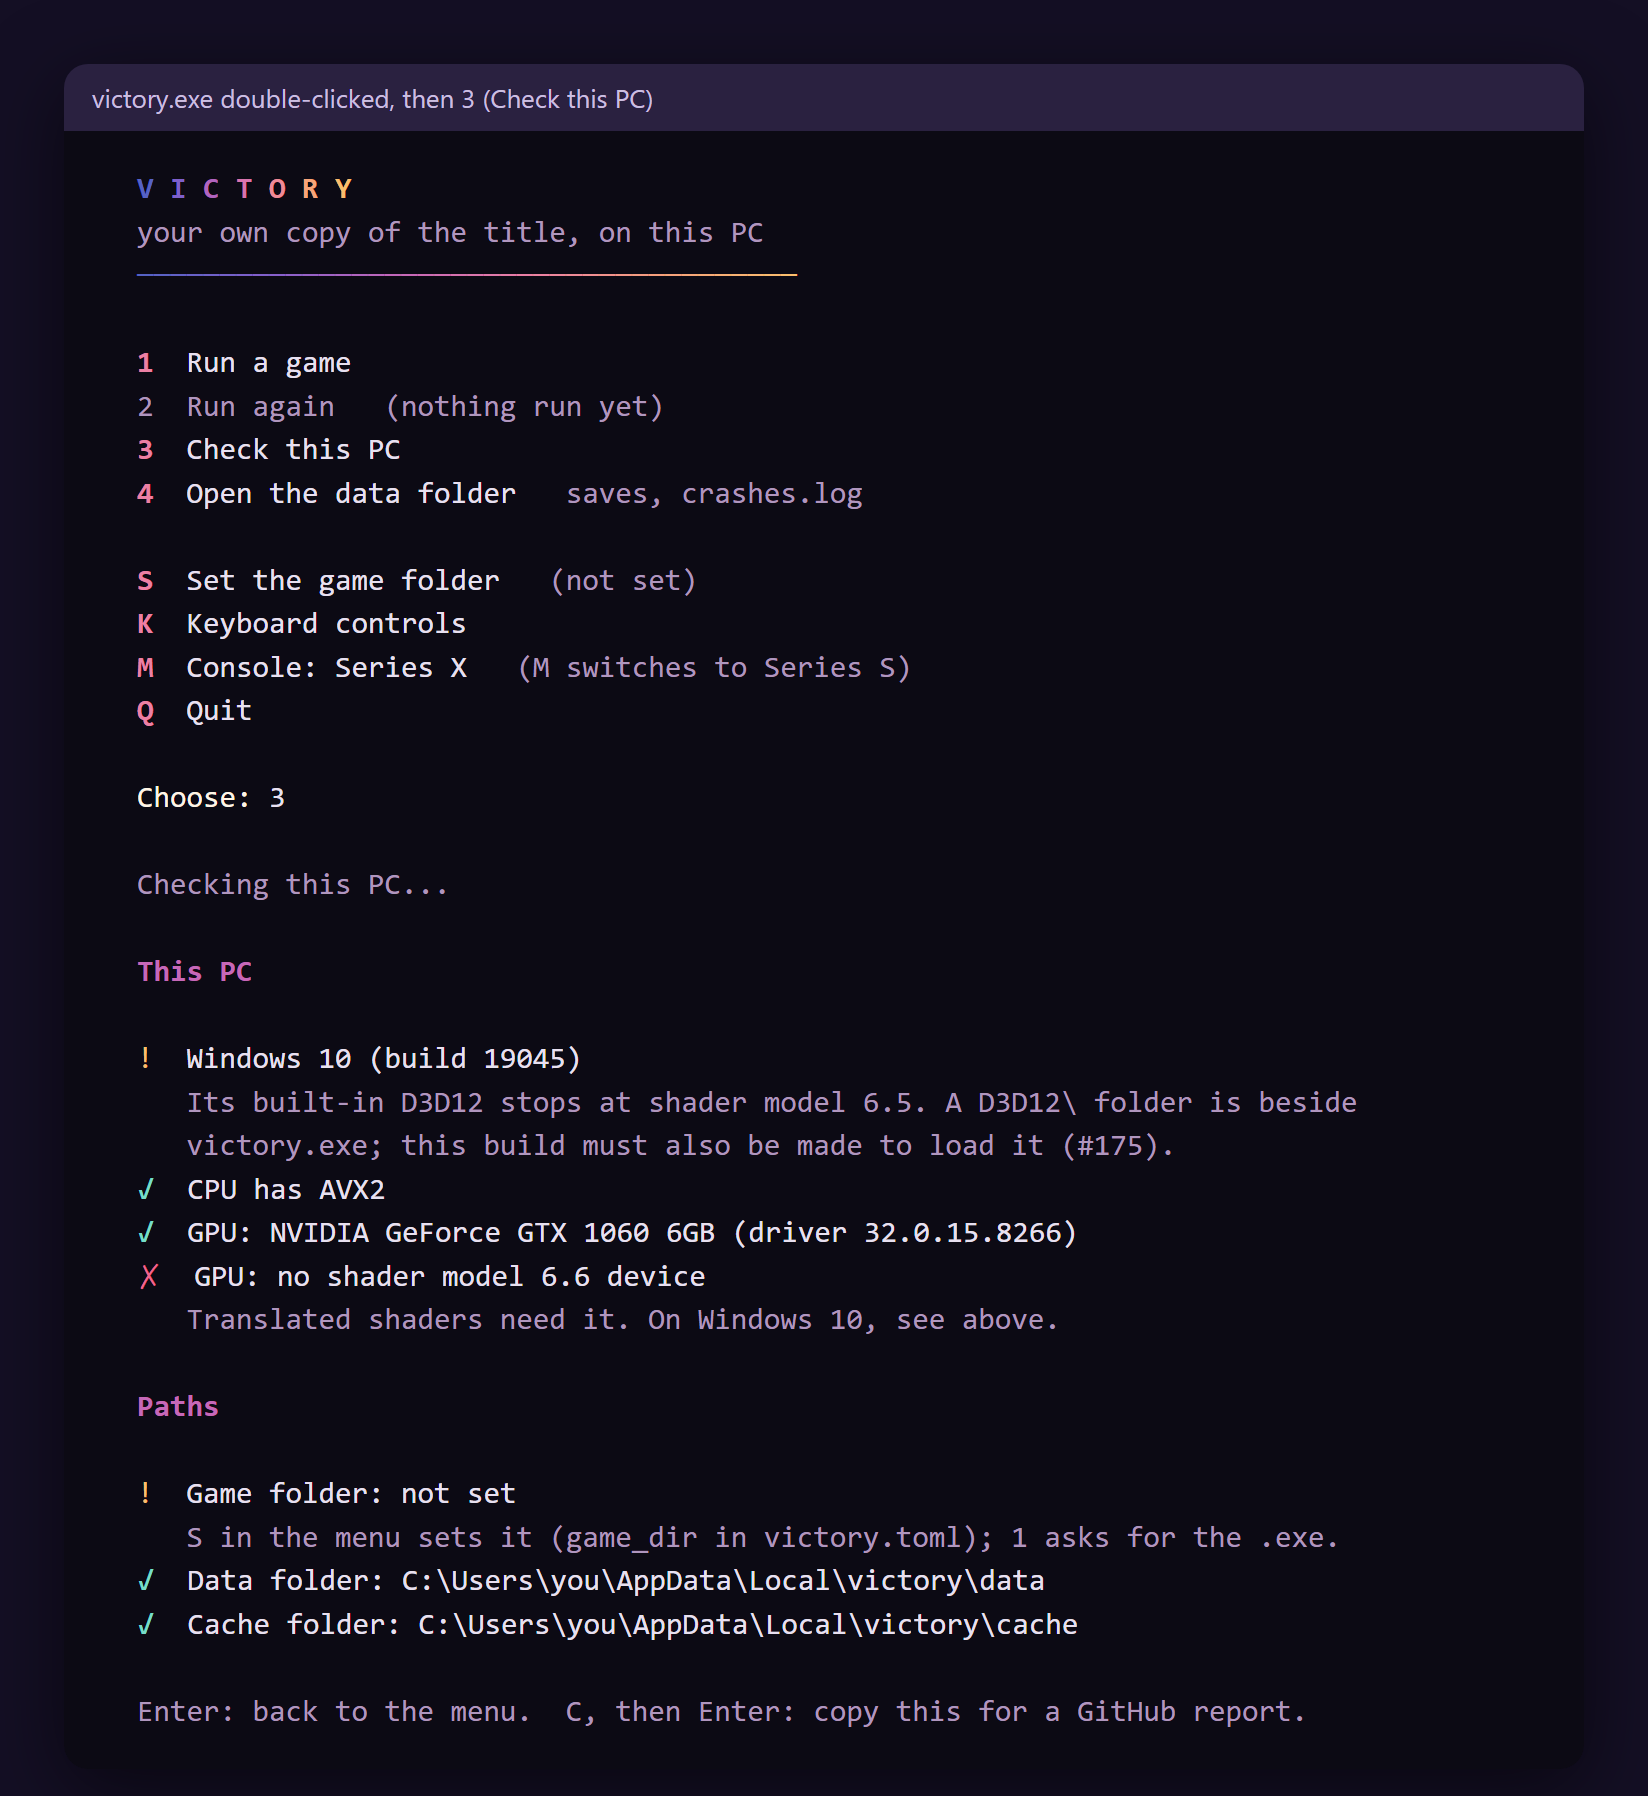 victory.exe double-clicked, then 3 (Check this PC)
V I C T O R Y
your own copy of the title, on this PC
1 Run a game
2 Run again (nothing run yet)
3 Check this PC
4 Open the data folder saves, crashes.log
S Set the game folder (not set)
K Keyboard controls
M Console: Series X (M switches to Series S)
Q Quit
Choose: 3
Checking this PC...
This PC
! Windows 10 (build 19045)
Its built-in D3D12 stops at shader model 6.5. A D3D12\ folder is beside
victory.exe; this build must also be made to load it (#175).
✓ CPU has AVX2
✓ GPU: NVIDIA GeForce GTX 1060 6GB (driver 32.0.15.8266)
✗ GPU: no shader model 6.6 device
Translated shaders need it. On Windows 10, see above.
Paths
! Game folder: not set
S in the menu sets it (game_dir in victory.toml); 1 asks for the .exe.
✓ Data folder: C:\Users\you\AppData\Local\victory\data
✓ Cache folder: C:\Users\you\AppData\Local\victory\cache
Enter: back to the menu. C, then Enter: copy this for a GitHub report.